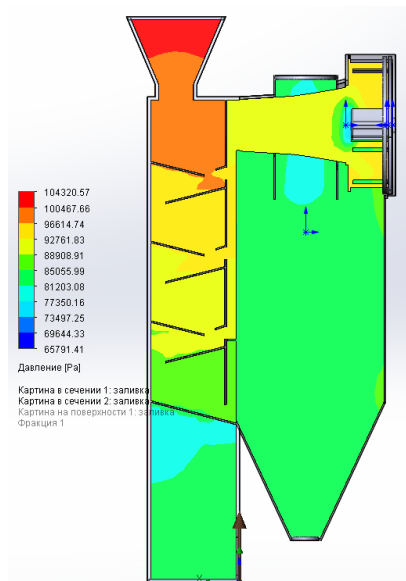 104320.57
100467.66
96614.74
92761.83
88908.91
85055.99
81203.08
77350.16
73497.25
69644.33
65791.41
Давление [Pa]
Картина в сечении 1: заливка
Картина в сечении 2: заливка
Картина на поверхности 1: заливка
Фракция 1